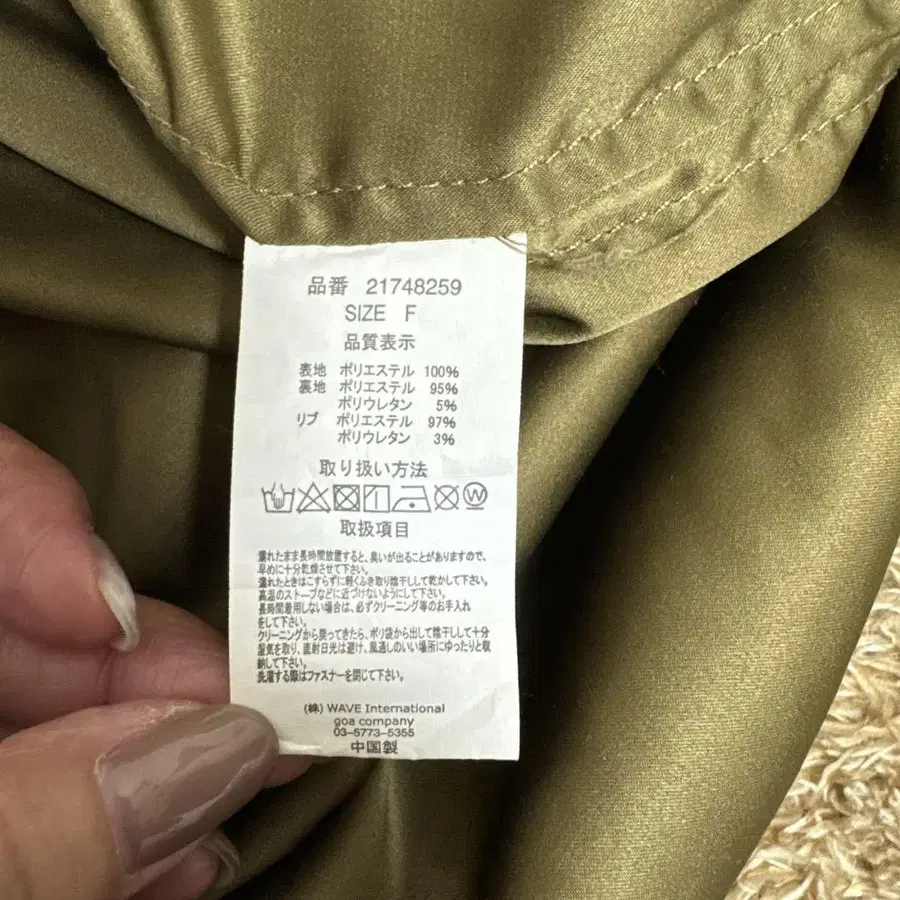 品番 21748259
SIZE F
品質表示
表地 ポリエステル 100%
裏地 ポリエステル 95%
ポリウレタン 5%
リブ ポリエステル 97%
ポリウレタン 3%
取り扱い方法
W
取扱項目
濡れたまま長時間放置すると、臭いが出ることがありますので、
早めに十分乾燥させて下さい。
濡れたときはこすらずに軽くふき取り陰干しして乾かして下さい。
高温のストーブなどに近づけないようにして下さい。
長時間着用しない場合は、必ずクリーニング等のお手入れ
をして下さい。
クリーニングから戻ってきたら、ポリ袋から出して陰干しして十分
湿気を取り、直射日光は避け、風通しのいい場所にゆったりと収
納して下さい。
洗濯する際はファスナーを閉じて下さい。
(株) WAVE International
goa company
03-5773-5355
中国製